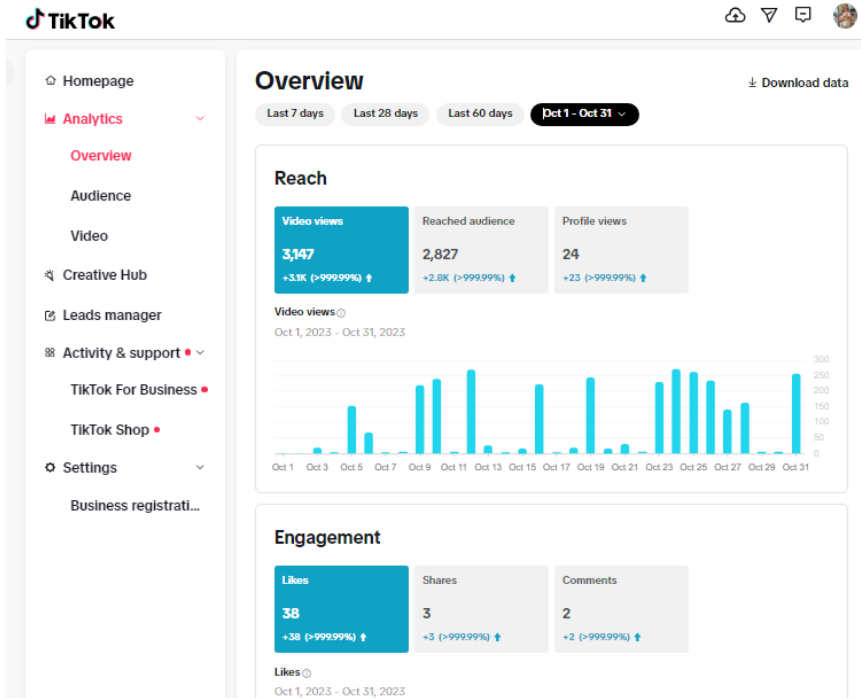 TikTok
Homepage
Analytics
Overview
Audience
Video
Creative Hub
Leads manager
Activity & support
TikTok For Business
TikTok Shop
Settings
Business registrati...
Overview
Download data
Last 7 days Last 28 days Last 60 days Oct 1 - Oct 31
Reach
Video views Reached audience Profile views
3,147 2,827 24
+3.1K (>999.99%) +2.8K (>999.99%) +23 (>999.99%)
Video views
Oct 1, 2023 - Oct 31, 2023
300
250
200
150
100
50
0
Oct 1 Oct 3 Oct 5 Oct 7 Oct 9 Oct 11 Oct 13 Oct 15 Oct 17 Oct 19 Oct 21 Oct 23 Oct 25 Oct 27 Oct 29 Oct 31
Engagement
Likes Shares Comments
38 3 2
+38 (>999.99%) +3 (>999.99%) +2 (>999.99%)
Likes
Oct 1, 2023 - Oct 31, 2023